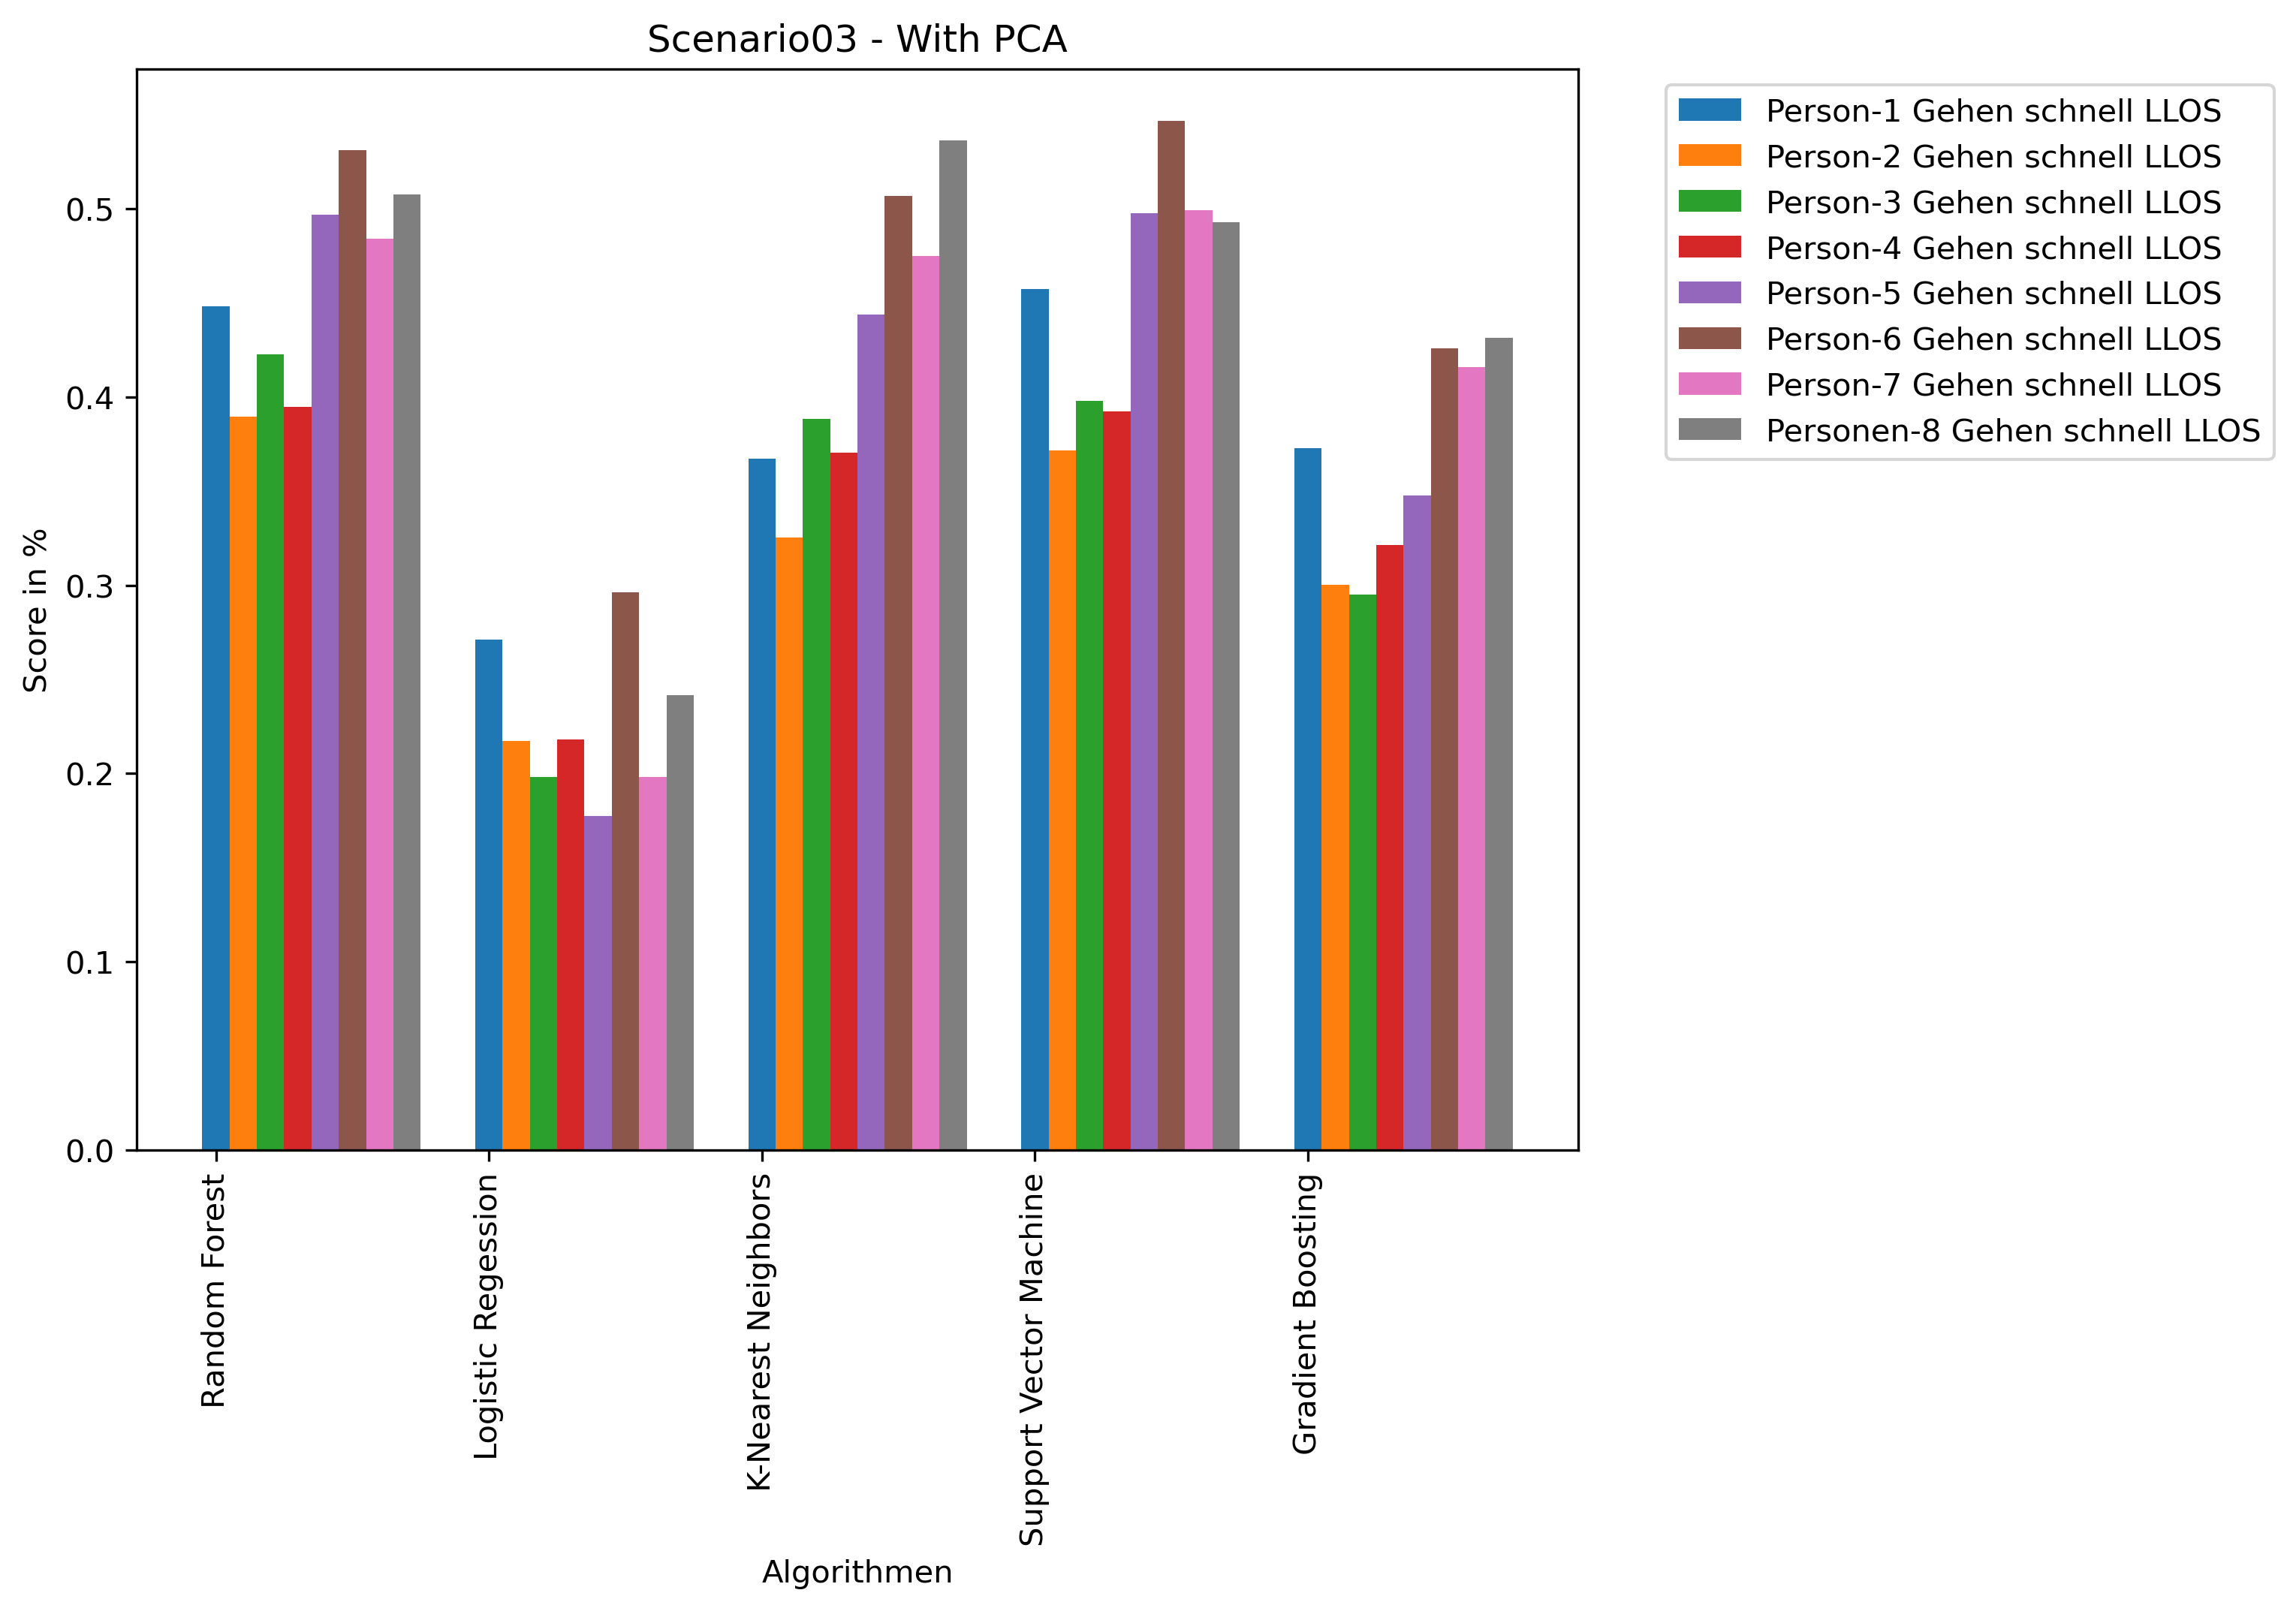 Scenario03 - With PCA
Person-1 Gehen schnell LLOS
Person-2 Gehen schnell LLOS
Person-3 Gehen schnell LLOS
Person-4 Gehen schnell LLOS
Person-5 Gehen schnell LLOS
Person-6 Gehen schnell LLOS
Person-7 Gehen schnell LLOS
Personen-8 Gehen schnell LLOS
Score in %
0.5
0.4
0.3
0.2
0.1
0.0
Random Forest
Logistic Regession
K-Nearest Neighbors
Support Vector Machine
Gradient Boosting
Algorithmen